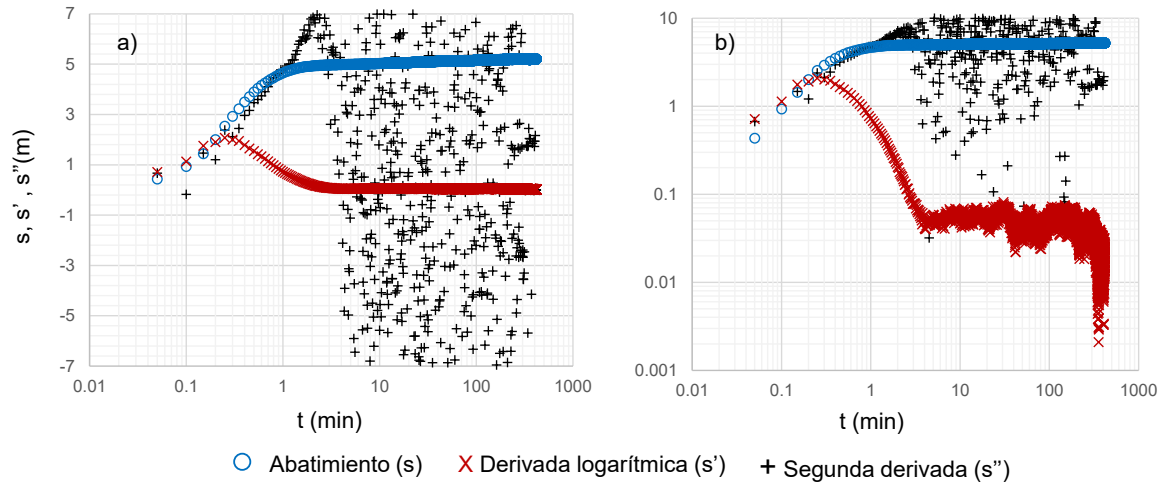 a)
7
5
3
1
-1
-3
-5
-7
s, s' , s"(m)
0.01 0.1 1 10 100 1000
t (min)
b)
10
1
0.1
0.01
0.001
0.01 0.1 1 10 100 1000
t (min)
Abatimiento (s) Derivada logarítmica (s') Segunda derivada (s")